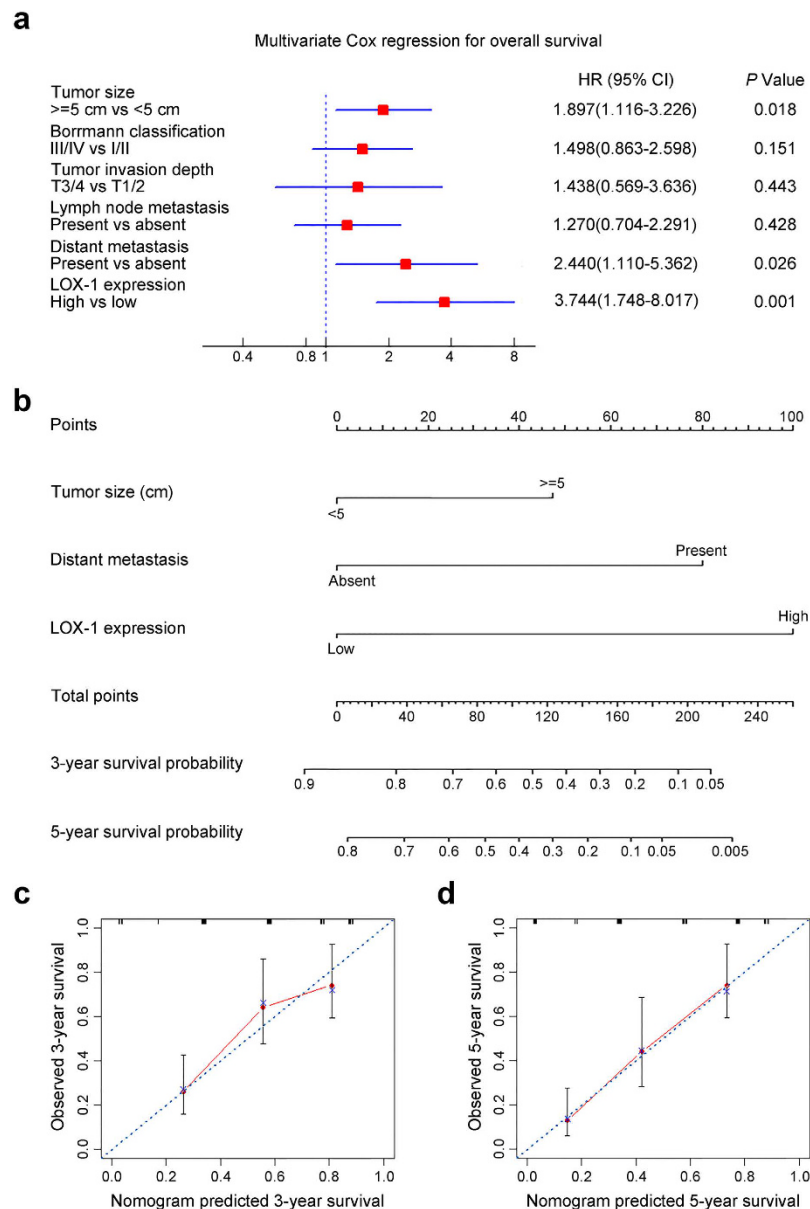 a
Multivariate Cox regression for overall survival
HR (95% CI) P Value
Tumor size
>=5 cm vs <5 cm 1.897(1.116-3.226) 0.018
Borrmann classification
III/IV vs I/II 1.498(0.863-2.598) 0.151
Tumor invasion depth
T3/4 vs T1/2 1.438(0.569-3.636) 0.443
Lymph node metastasis
Present vs absent 1.270(0.704-2.291) 0.428
Distant metastasis
Present vs absent 2.440(1.110-5.362) 0.026
LOX-1 expression
High vs low 3.744(1.748-8.017) 0.001
0.4 0.8 1 2 4 8
b
Points 0 20 40 60 80 100
Tumor size (cm) >=5
<5
Distant metastasis Present
Absent
LOX-1 expression High
Low
Total points
0 40 80 120 160 200 240
3-year survival probability
0.9 0.8 0.7 0.6 0.5 0.4 0.3 0.2 0.1 0.05
5-year survival probability
0.8 0.7 0.6 0.5 0.4 0.3 0.2 0.1 0.05 0.005
c
Observed 3-year survival
1.0
0.8
0.6
0.4
0.2
0.0
0.0 0.2 0.4 0.6 0.8 1.0
Nomogram predicted 3-year survival
d
Observed 5-year survival
1.0
0.8
0.6
0.4
0.2
0.0
0.0 0.2 0.4 0.6 0.8 1.0
Nomogram predicted 5-year survival